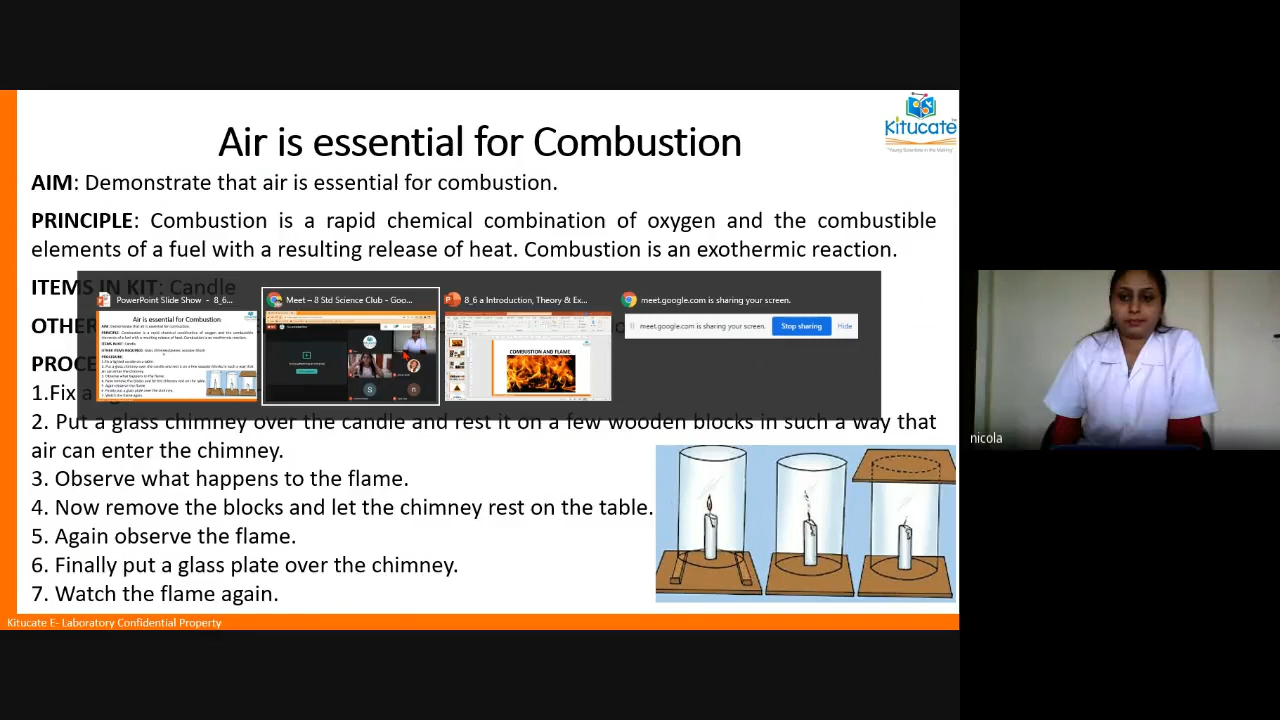 Kitucate
"Young Scientists in the Making"
Air is essential for Combustion
AIM: Demonstrate that air is essential for combustion.
PRINCIPLE: Combustion is a rapid chemical combination of oxygen and the combustible
elements of a fuel with a resulting release of heat. Combustion is an exothermic reaction.
ITEMS IN KIT: Candle
OTHE
PROCE
PowerPoint Slide Show - 8_6...
Meet – 8 Std Science Club - Goo...
8_6 a Introduction, Theory & Ex...
meet.google.com is sharing your screen.
Air is essential for Combustion
COMBUSTION AND FLAME
meet.google.com is sharing your screen.
Stop sharing
Hide
1.Fix a
2. Put a glass chimney over the candle and rest it on a few wooden blocks in such a way that
air can enter the chimney.
3. Observe what happens to the flame.
4. Now remove the blocks and let the chimney rest on the table.
5. Again observe the flame.
6. Finally put a glass plate over the chimney.
7. Watch the flame again.
Kitucate E- Laboratory Confidential Property
nicola